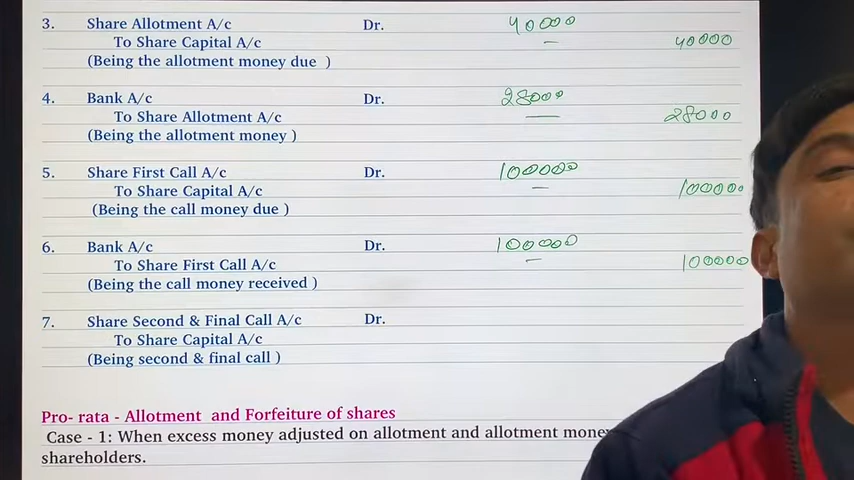 3. Share Allotment A/c Dr. 40000
To Share Capital A/c — 40000
(Being the allotment money due )
4. Bank A/c Dr. 28000
To Share Allotment A/c — 28000
(Being the allotment money )
5. Share First Call A/c Dr. 100000
To Share Capital A/c — 100000
(Being the call money due )
6. Bank A/c Dr. 100000
To Share First Call A/c — 100000
(Being the call money received )
7. Share Second & Final Call A/c Dr.
To Share Capital A/c
(Being second & final call )
Pro- rata - Allotment and Forfeiture of shares
Case - 1: When excess money adjusted on allotment and allotment
shareholders.